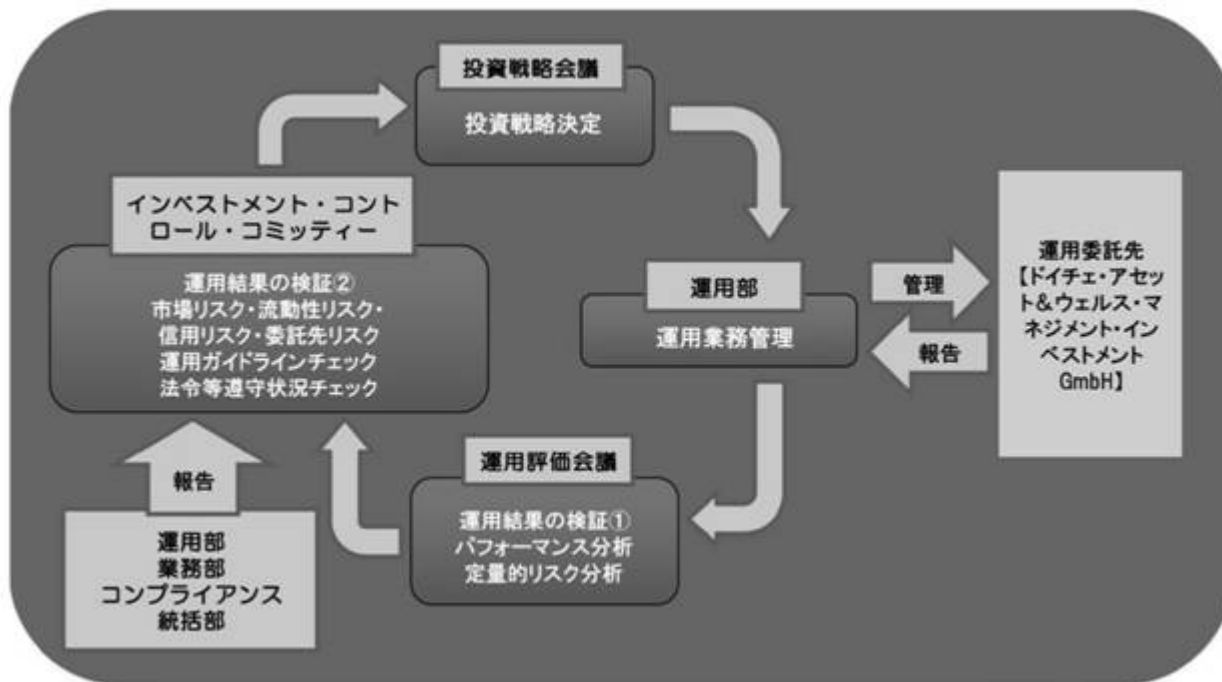 投資戦略会議
投資戦略決定
インベストメント・コント
ロール・コミッティー
運用結果の検証②
市場リスク・流動性リスク・
信用リスク・委託先リスク
運用ガイドラインチェック
法令等遵守状況チェック
運用部
運用業務管理
管理
報告
運用委託先
【ドイチェ・アセッ
ト&ウェルス・マ
ネジメント・イン
ベストメント
GmbH】
運用評価会議
運用結果の検証①
パフォーマンス分析
定量的リスク分析
報告
運用部
業務部
コンプライアンス
統括部